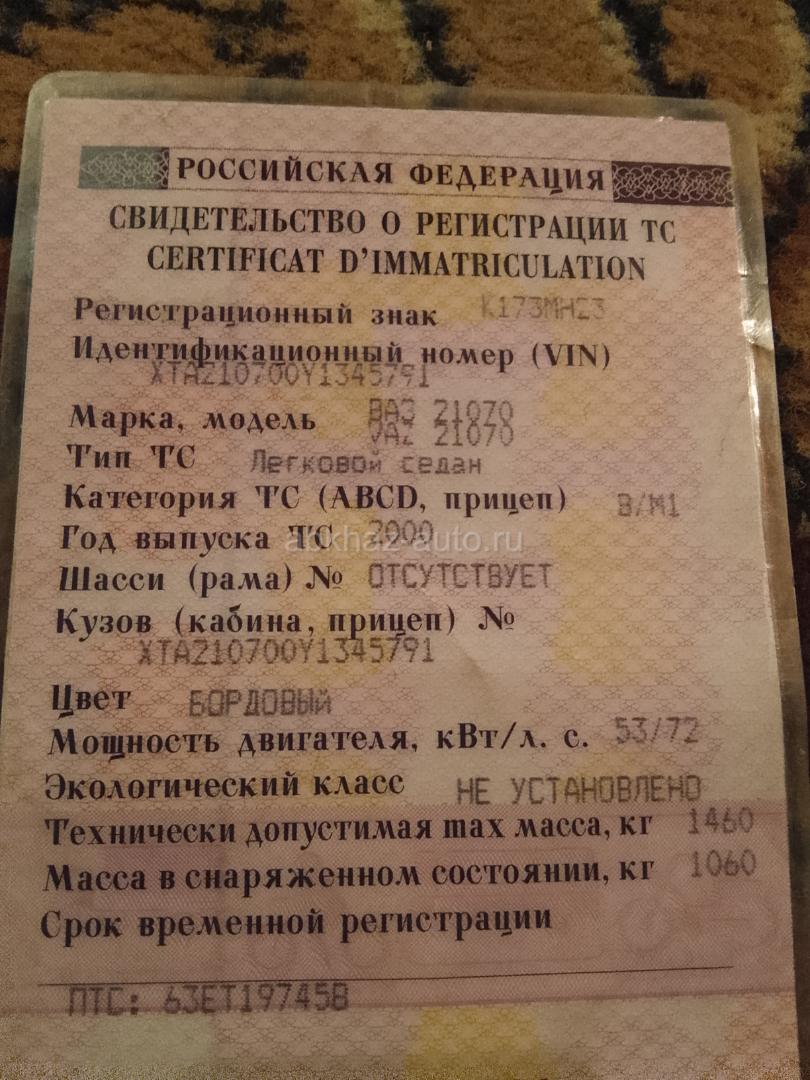 РОССИЙСКАЯ ФЕДЕРАЦИЯ
СВИДЕТЕЛЬСТВО О РЕГИСТРАЦИИ ТС
CERTIFICAT D'IMMATRICULATION
Регистрационный знак К173МН23
Идентификационный номер (VIN)
XTA210700Y1345791
Марка, модель ВАЗ 21070
VAZ 21070
Тип ТС Легковой седан
Категория ТС (ABCD, прицеп) B/M1
Год выпуска ТС 2000
abkhaz-auto.ru
Шасси (рама) № ОТСУТСТВУЕТ
Кузов (кабина, прицеп) №
XTA210700Y1345791
Цвет БОРДОВЫЙ
Мощность двигателя, кВт/л. с. 53/72
Экологический класс НЕ УСТАНОВЛЕНО
Технически допустимая max масса, кг 1460
Масса в снаряженном состоянии, кг 1060
Срок временной регистрации
ПТС: